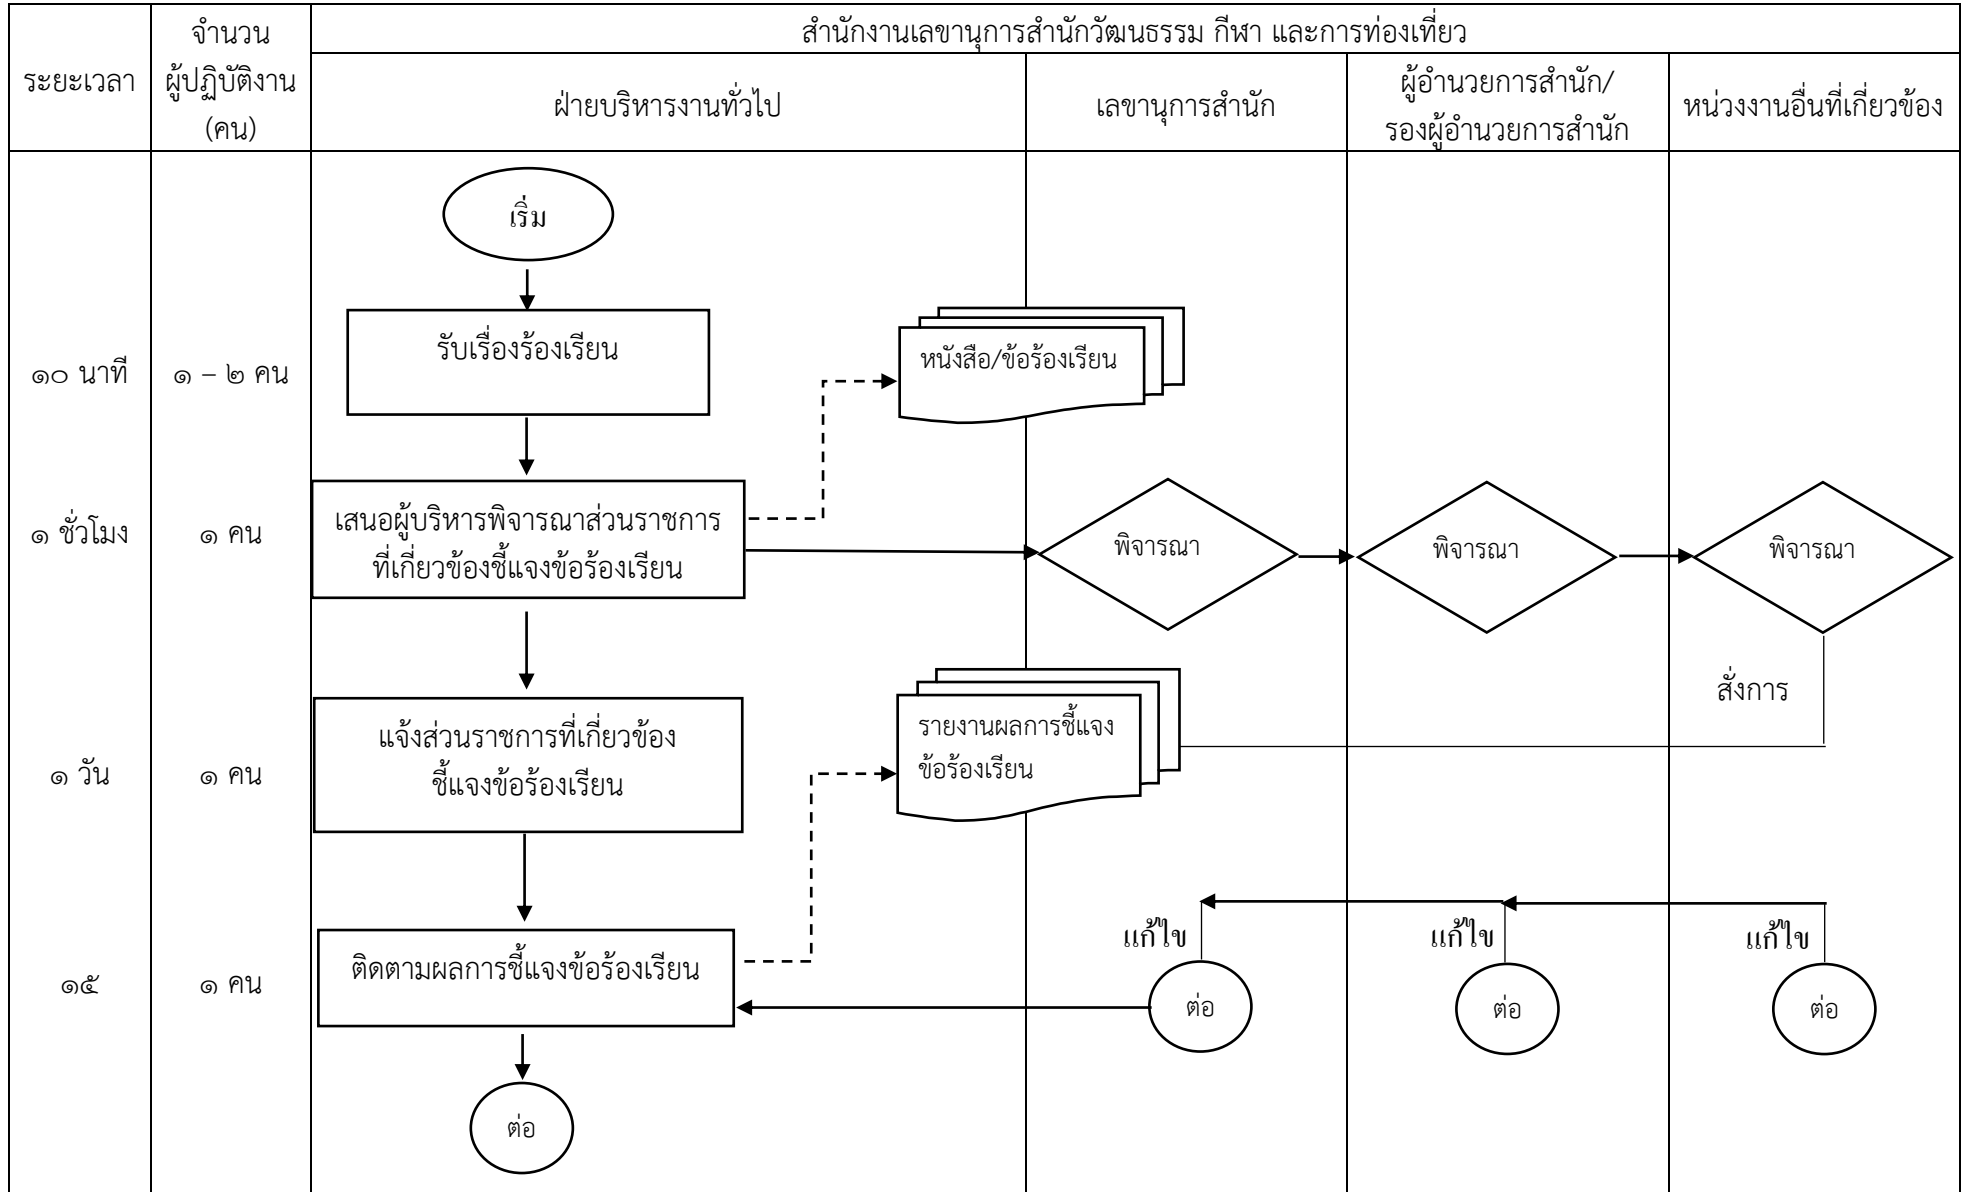 ระยะเวลา
จำนวน
ผู้ปฏิบัติงาน
(คน)
สำนักงานเลขานุการสำนักวัฒนธรรม กีฬา และการท่องเที่ยว
ฝ่ายบริหารงานทั่วไป
เลขานุการสำนัก
ผู้อำนวยการสำนัก/
รองผู้อำนวยการสำนัก
หน่วงงานอื่นที่เกี่ยวข้อง
เริ่ม
๑๐ นาที
๑ – ๒ คน
รับเรื่องร้องเรียน
หนังสือ/ข้อร้องเรียน
๑ ชั่วโมง
๑ คน
เสนอผู้บริหารพิจารณาส่วนราชการ
ที่เกี่ยวข้องชี้แจงข้อร้องเรียน
พิจารณา
พิจารณา
พิจารณา
สั่งการ
๑ วัน
๑ คน
แจ้งส่วนราชการที่เกี่ยวข้อง
ชี้แจงข้อร้องเรียน
รายงานผลการชี้แจง
ข้อร้องเรียน
แก้ไข
แก้ไข
แก้ไข
๑๕
๑ คน
ติดตามผลการชี้แจงข้อร้องเรียน
ต่อ
ต่อ
ต่อ
ต่อ